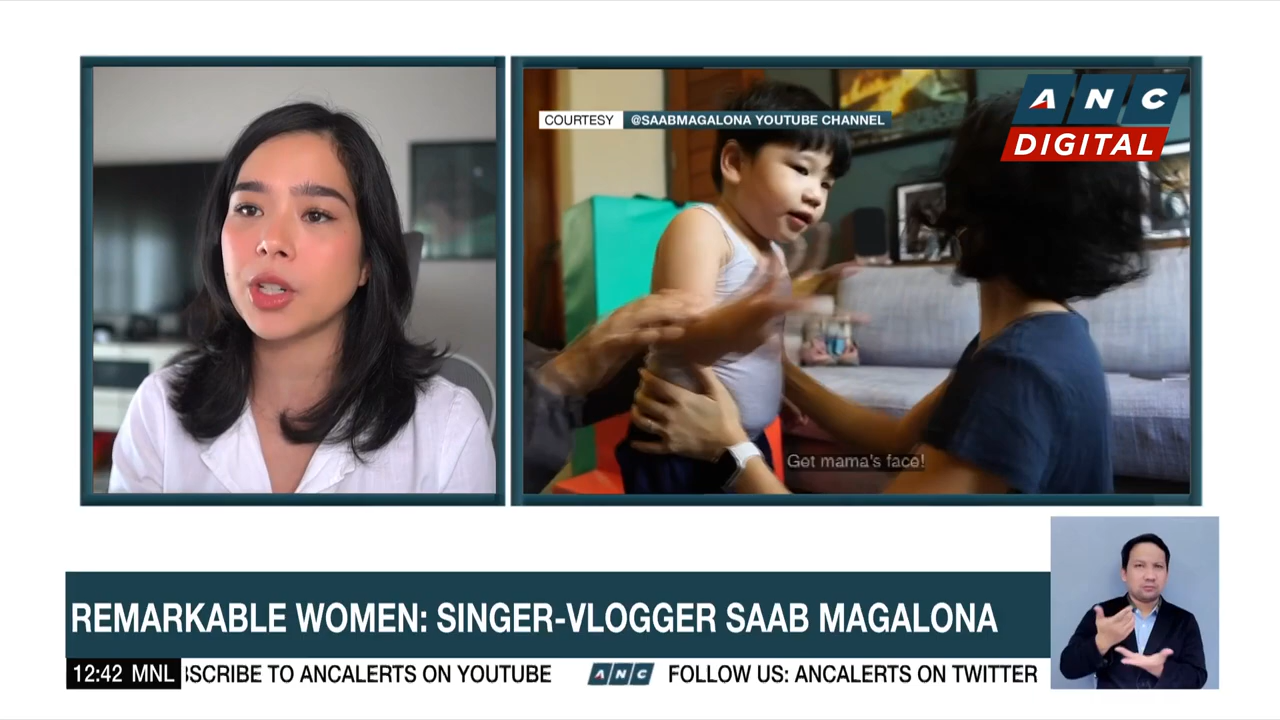 COURTESY @SAABMAGALONA YOUTUBE CHANNEL
ANC
DIGITAL
Get mama's face!
REMARKABLE WOMEN: SINGER-VLOGGER SAAB MAGALONA
12:42 MNL BSCRIBE TO ANCALERTS ON YOUTUBE ANC FOLLOW US: ANCALERTS ON TWITTER